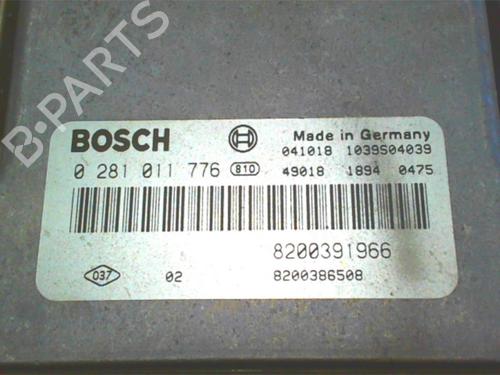 B-PARTS
BOSCH
Made in Germany
041018 1039S04039
0 281 011 776 810
49018 1894 0475
8200391966
037 02 8200386508